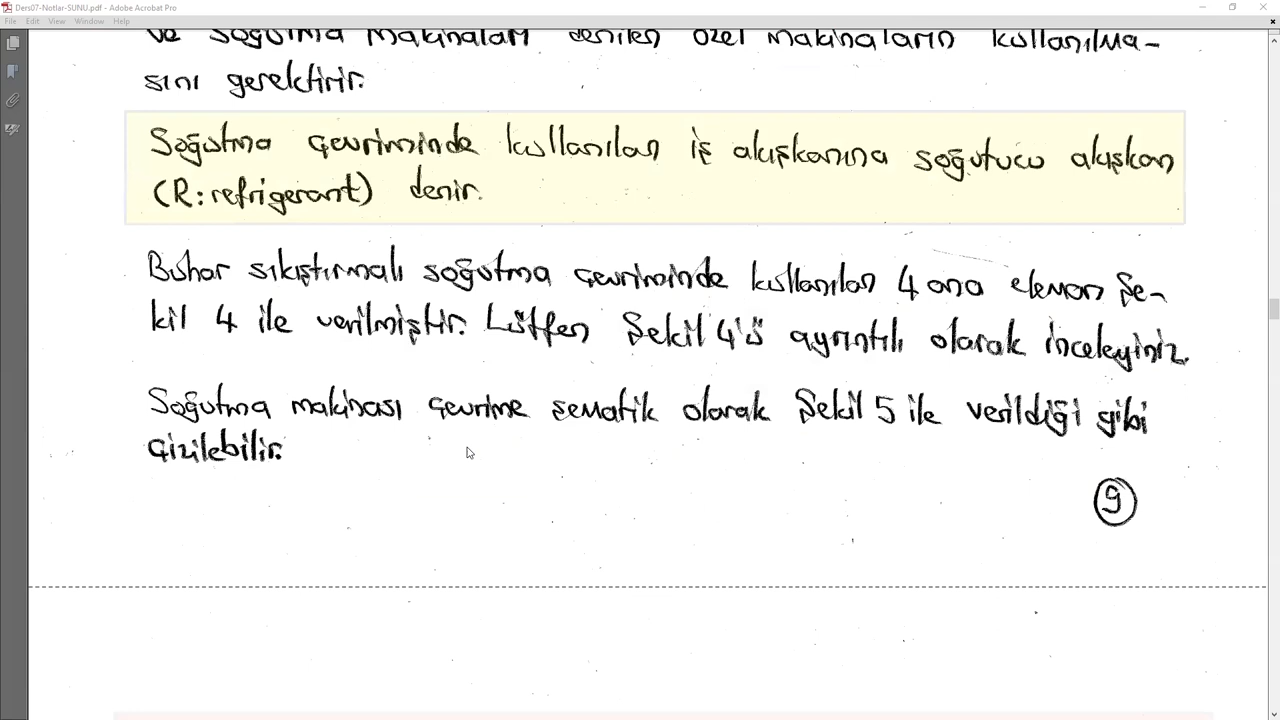 Ders07-Notlar-SUNU.pdf - Adobe Acrobat Pro
File Edit View Window Help
ve soğutma makinaları denilen özel makinaların kullanılma-
sını gerektirir.
Soğutma çevriminde kullanılan iş akışkanına soğutucu akışkan
(R:refrigerant) denir.
Buhar sıkıştırmalı soğutma çevriminde kullanılan 4 ana eleman Şe-
kil 4 ile verilmiştir. Lütfen Şekil 4'ü ayrıntılı olarak inceleyiniz.
Soğutma makinası çevrime şematik olarak Şekil 5 ile verildiği gibi
çizilebilir.
9